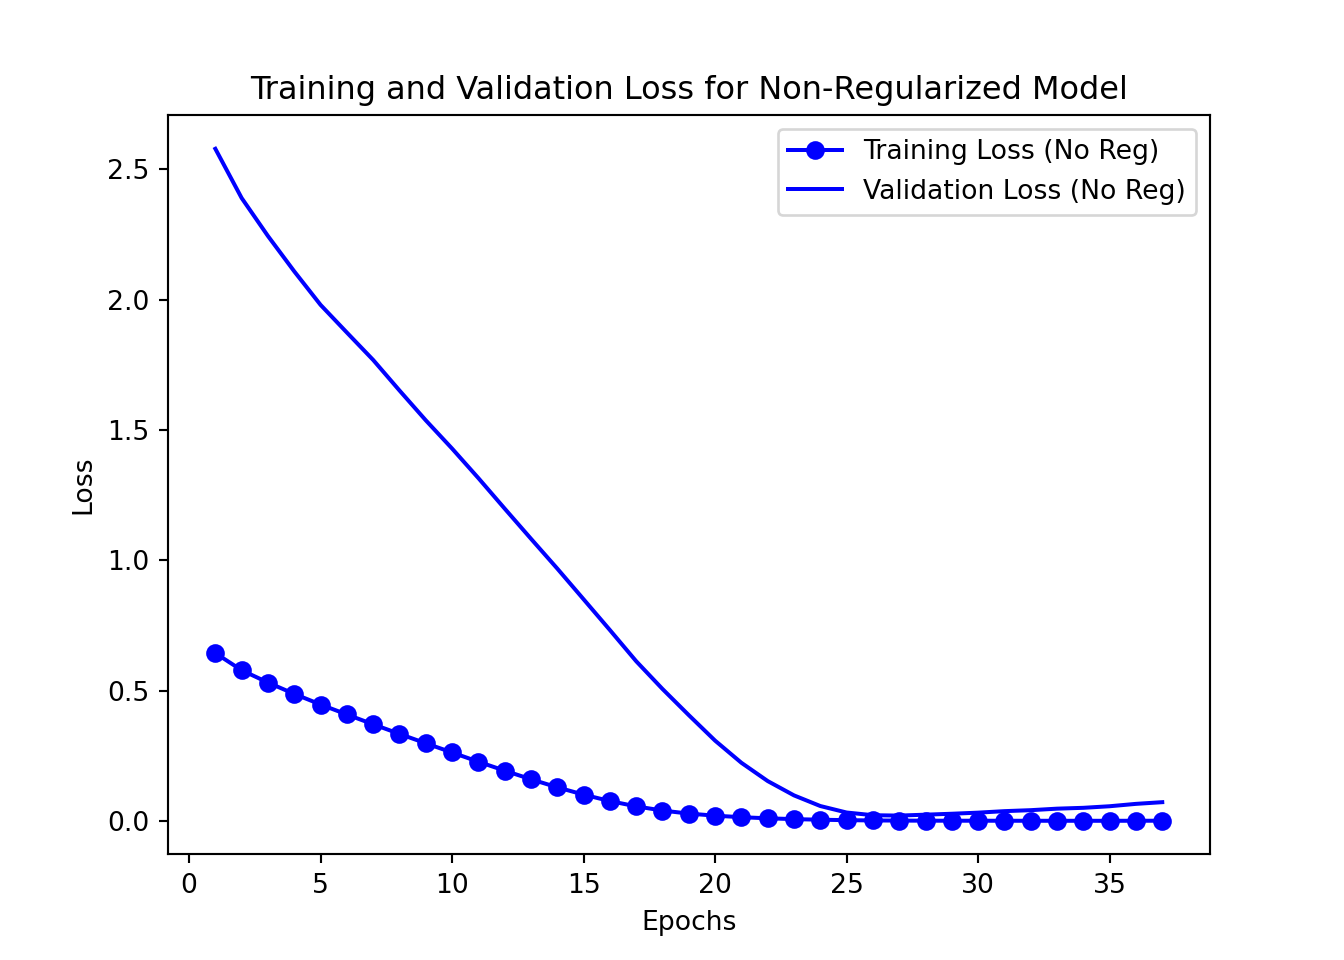 Training and Validation Loss for Non-Regularized Model
Training Loss (No Reg)
Validation Loss (No Reg)
Loss
2.5
2.0
1.5
1.0
0.5
0.0
0 5 10 15 20 25 30 35
Epochs